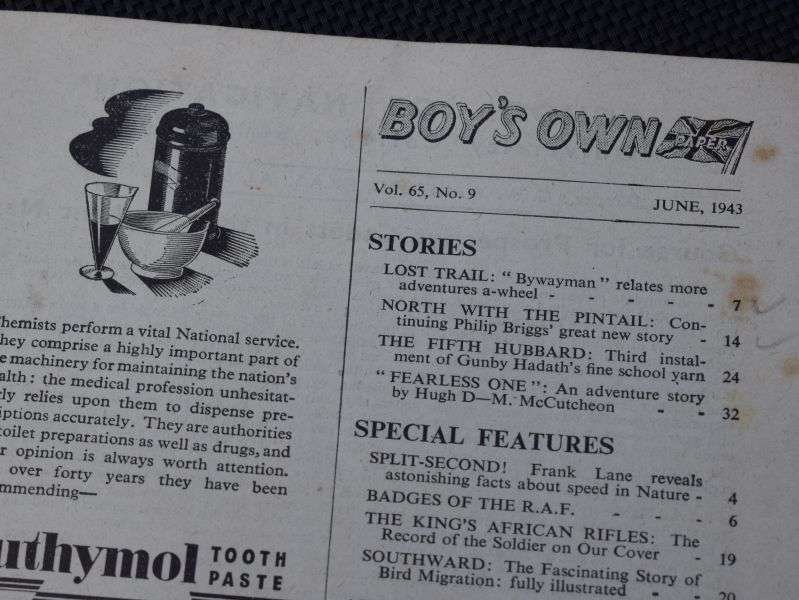 Chemists perform a vital National service.
They comprise a highly important part of
machinery for maintaining the nation's
the medical profession unhesitat-
relies upon them to dispense pre-
accurately. They are authorities
toilet preparations as well as drugs, and
opinion is always worth attention.
over forty years they have been
TOOTH
PASTE
BOY'S OWN PAPER
Vol. 65, No. 9 JUNE, 1943
STORIES
LOST TRAIL: "Bywayman" relates more
adventures a-wheel - - - - - 7
NORTH WITH THE PINTAIL: Con-
tinuing Philip Briggs' great new story - 14
THE FIFTH HUBBARD: Third instal-
ment of Gunby Hadath's fine school yarn 24
"FEARLESS ONE": An adventure story
by Hugh D—M. McCutcheon - - 32
SPECIAL FEATURES
SPLIT-SECOND! Frank Lane reveals
astonishing facts about speed in Nature - 4
BADGES OF THE R.A.F. - - - 6
THE KING'S AFRICAN RIFLES: The
Record of the Soldier on Our Cover - 19
SOUTHWARD: The Fascinating Story of
Bird Migration: fully illustrated - - 20